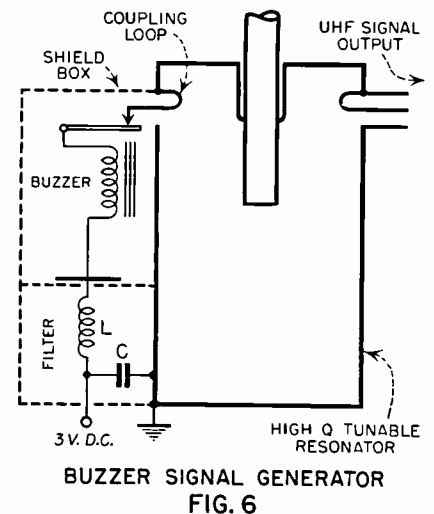 COUPLING
LOOP
UHF SIGNAL
OUTPUT
SHIELD
BOX
BUZZER
FILTER
L
C
3 V. D.C.
HIGH Q TUNABLE
RESONATOR
BUZZER SIGNAL GENERATOR
FIG. 6